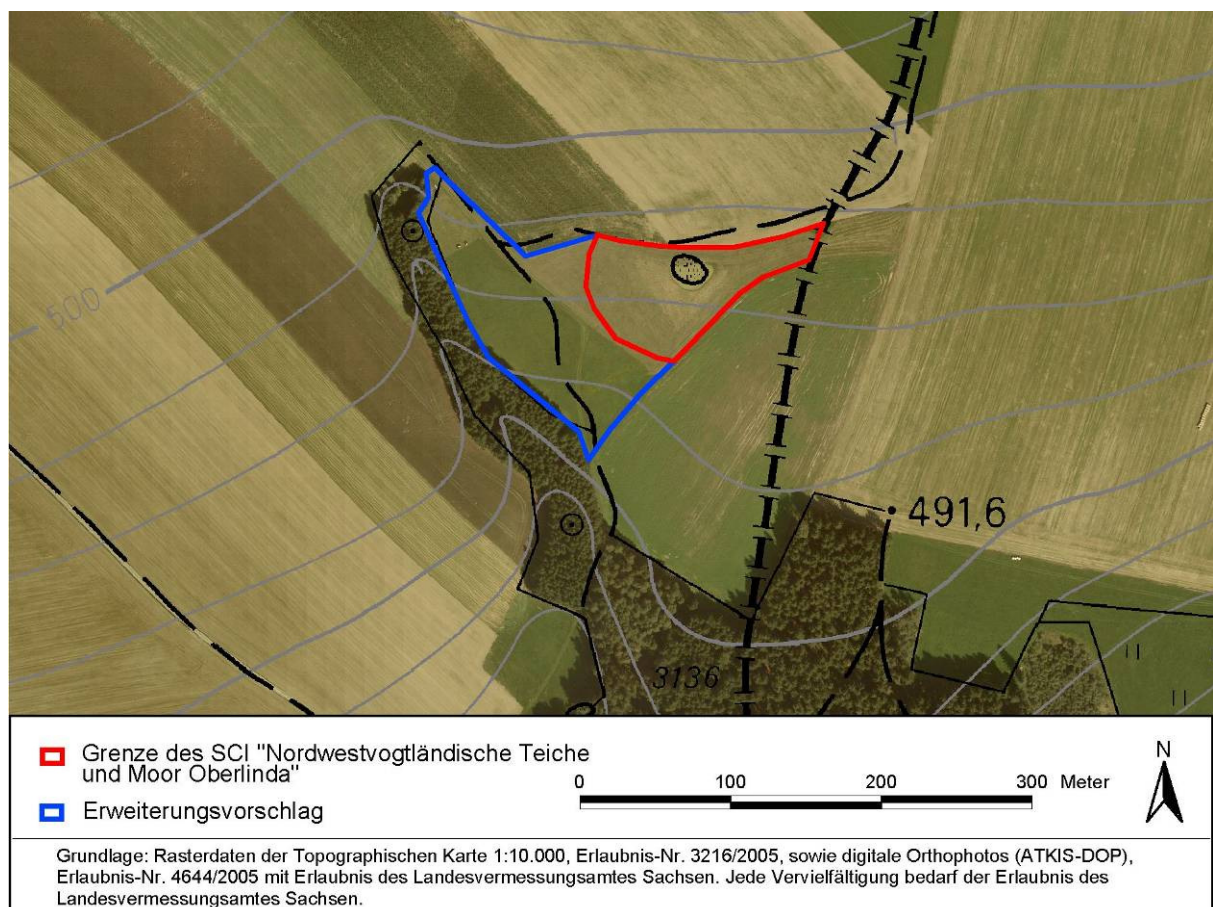 500
491,6
3136
Grenze des SCI "Nordwestvogtländische Teiche
und Moor Oberlinda"
Erweiterungsvorschlag
0 100 200 300 Meter
N
Grundlage: Rasterdaten der Topographischen Karte 1:10.000, Erlaubnis-Nr. 3216/2005, sowie digitale Orthophotos (ATKIS-DOP),
Erlaubnis-Nr. 4644/2005 mit Erlaubnis des Landesvermessungsamtes Sachsen. Jede Vervielfältigung bedarf der Erlaubnis des
Landesvermessungsamtes Sachsen.